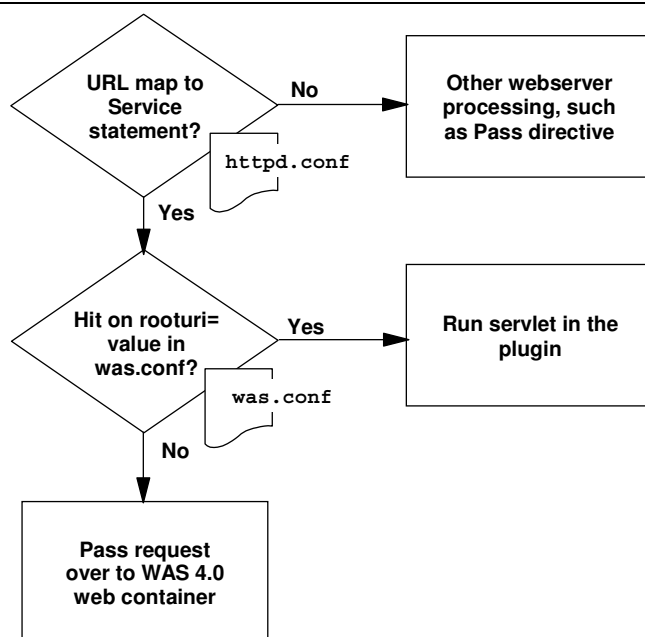 URL map to
Service
statement?
No
Other webserver
processing, such
as Pass directive
httpd.conf
Yes
Hit on rooturi=
value in
was.conf?
Yes
Run servlet in the
plugin
was.conf
No
Pass request
over to WAS 4.0
web container